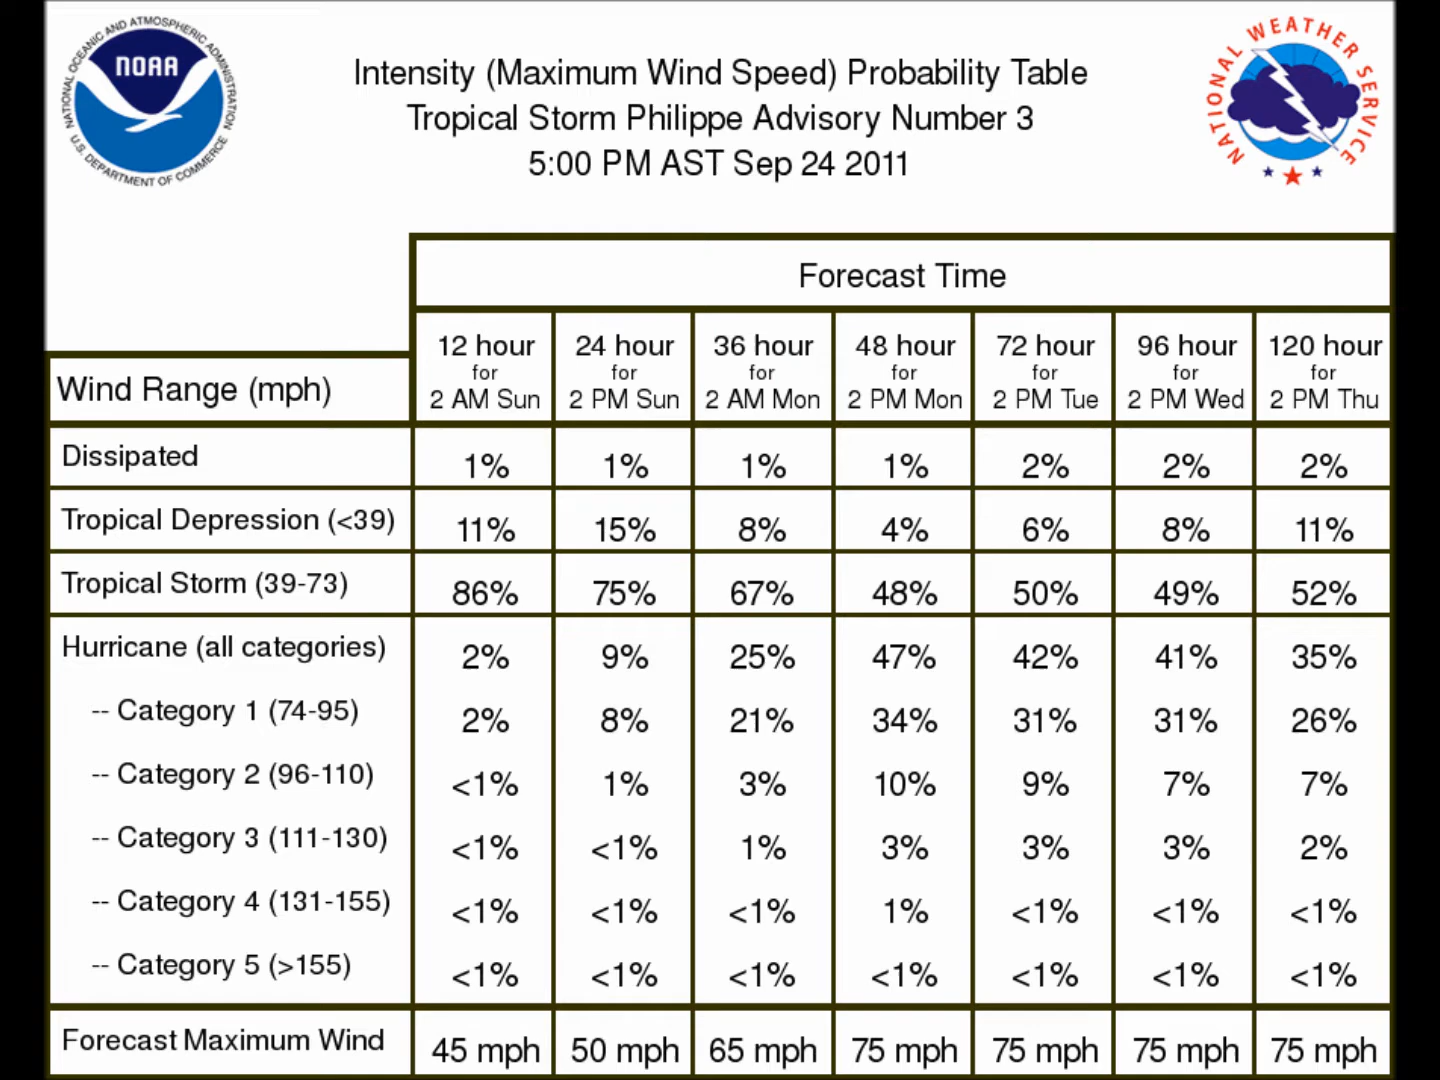 NATIONAL OCEANIC AND ATMOSPHERIC ADMINISTRATION
U.S. DEPARTMENT OF COMMERCE
NOAA
Intensity (Maximum Wind Speed) Probability Table
Tropical Storm Philippe Advisory Number 3
5:00 PM AST Sep 24 2011
NATIONAL WEATHER SERVICE
Forecast Time
Wind Range (mph)
12 hour 24 hour 36 hour 48 hour 72 hour 96 hour 120 hour
for for for for for for for
2 AM Sun 2 PM Sun 2 AM Mon 2 PM Mon 2 PM Tue 2 PM Wed 2 PM Thu
Dissipated 1% 1% 1% 1% 2% 2% 2%
Tropical Depression (<39) 11% 15% 8% 4% 6% 8% 11%
Tropical Storm (39-73) 86% 75% 67% 48% 50% 49% 52%
Hurricane (all categories) 2% 9% 25% 47% 42% 41% 35%
-- Category 1 (74-95) 2% 8% 21% 34% 31% 31% 26%
-- Category 2 (96-110) <1% 1% 3% 10% 9% 7% 7%
-- Category 3 (111-130) <1% <1% 1% 3% 3% 3% 2%
-- Category 4 (131-155) <1% <1% <1% 1% <1% <1% <1%
-- Category 5 (>155) <1% <1% <1% <1% <1% <1% <1%
Forecast Maximum Wind 45 mph 50 mph 65 mph 75 mph 75 mph 75 mph 75 mph